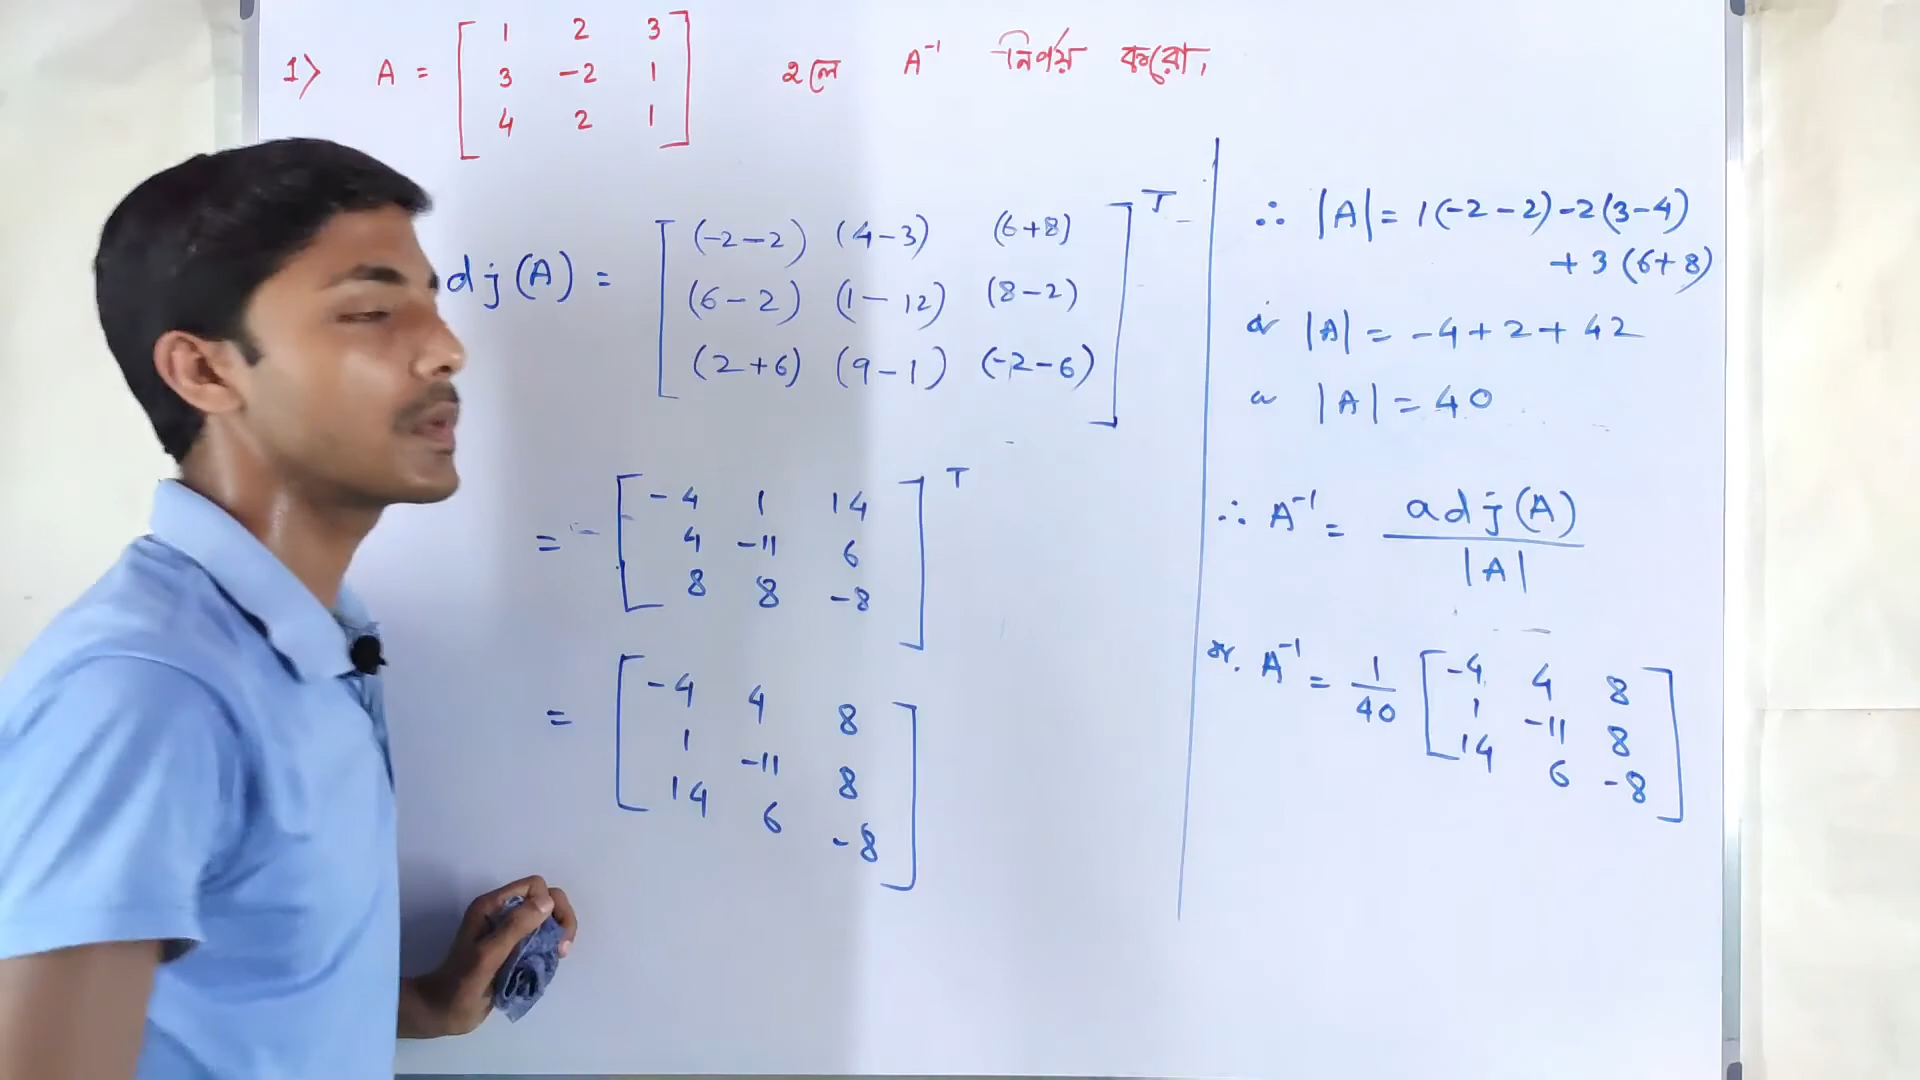 1) A = [ 1 2 3
3 -2 1
4 2 1 ] হলে A⁻¹ নির্ণয় করো,
dj(A) = [ (-2-2) (4-3) (6+8)
(6-2) (1-12) (8-2)
(2+6) (9-1) (-2-6) ]ᵀ
= [ -4 1 14
4 -11 6
8 8 -8 ]ᵀ
= [ -4 4 8
1 -11 8
14 6 -8 ]
∴ |A| = 1(-2-2)-2(3-4)
+3(6+8)
|A| = -4+2+42
|A| = 40
∴ A⁻¹ = adj(A)
|A|
or. A⁻¹ = 1/40 [ -4 4 8
1 -11 8
14 6 -8 ]